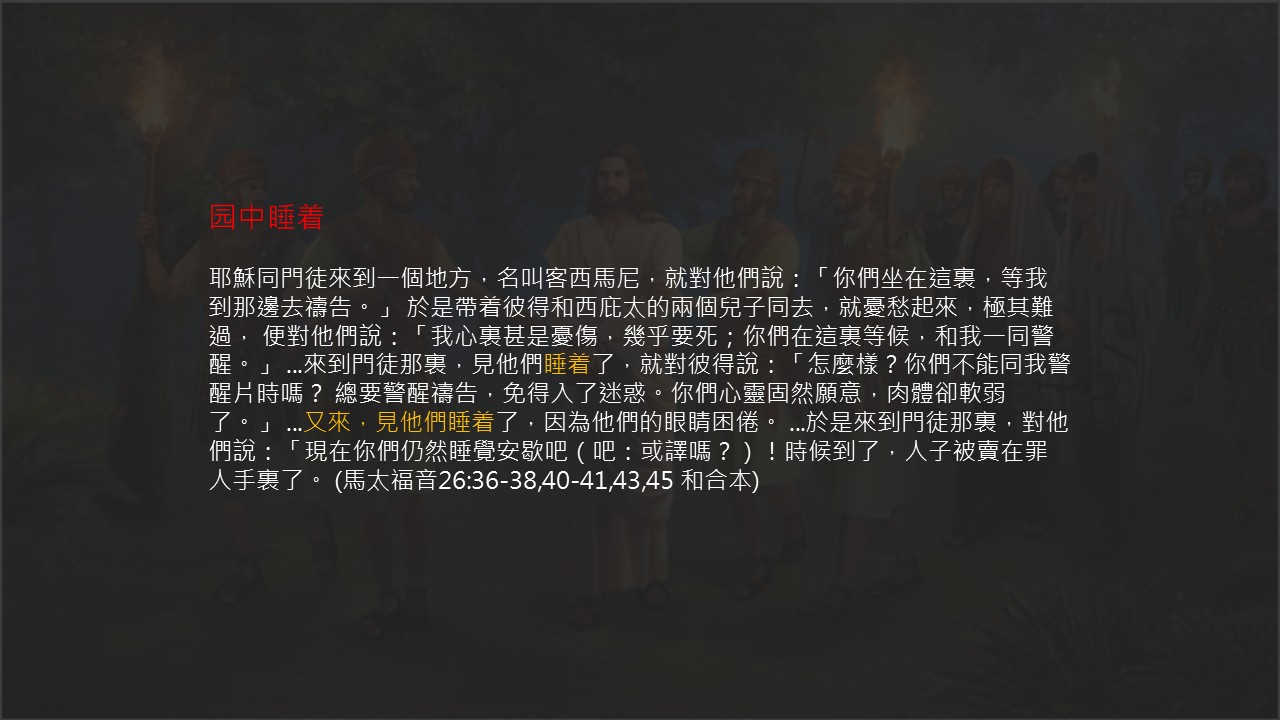 园中睡着
耶穌同門徒來到一個地方，名叫客西馬尼，就對他們說：「你們坐在這裏，等我
到那邊去禱告。」 於是帶着彼得和西庇太的兩個兒子同去，就憂愁起來，極其難
過， 便對他們說：「我心裏甚是憂傷，幾乎要死；你們在這裏等候，和我一同警
醒。」 ...來到門徒那裏，見他們睡着了，就對彼得說：「怎麼樣？你們不能同我警
醒片時嗎？ 總要警醒禱告，免得入了迷惑。你們心靈固然願意，肉體卻軟弱
了。」 ...又來，見他們睡着了，因為他們的眼睛困倦。 ...於是來到門徒那裏，對他
們說：「現在你們仍然睡覺安歇吧（吧：或譯嗎？）！時候到了，人子被賣在罪
人手裏了。 (馬太福音26:36-38,40-41,43,45 和合本)